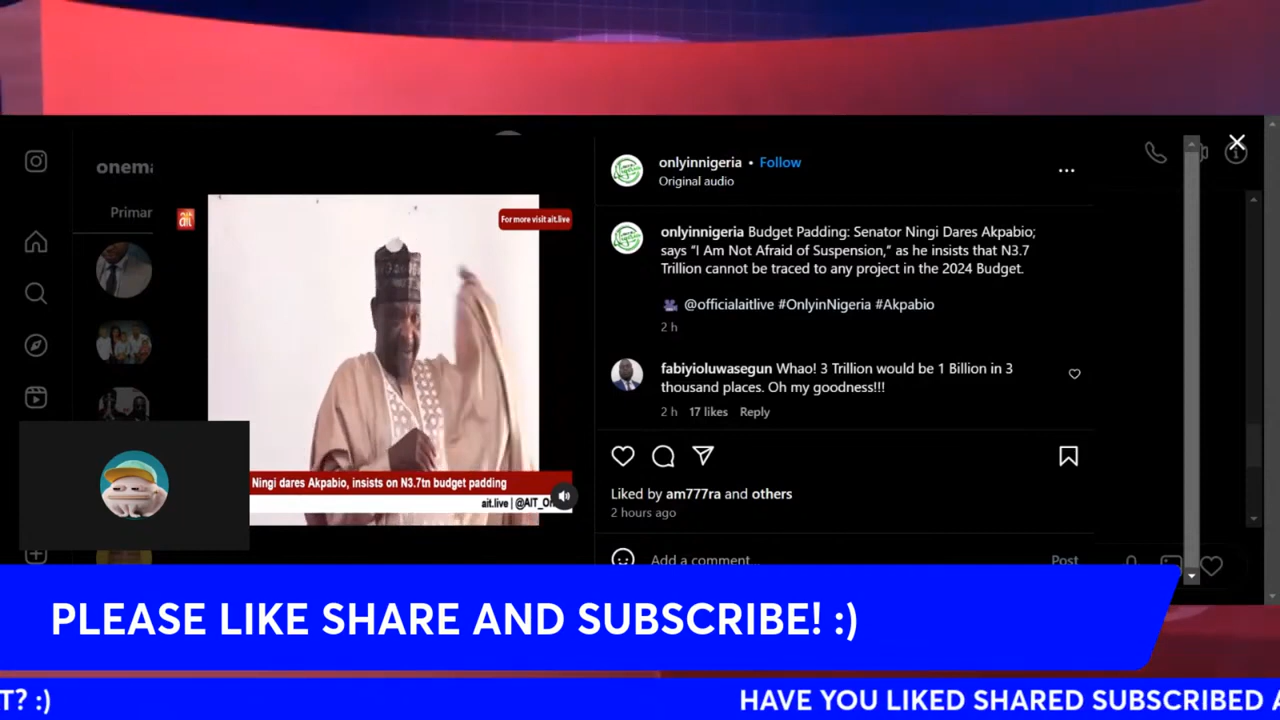 onema
Primar
ait
For more visit ait.live
Ningi dares Akpabio, insists on N3.7tn budget padding
ait.live | @AIT_On
onlyinnigeria • Follow
Original audio
onlyinnigeria Budget Padding: Senator Ningi Dares Akpabio;
says “I Am Not Afraid of Suspension,” as he insists that N3.7
Trillion cannot be traced to any project in the 2024 Budget.
@officialaitlive #OnlyinNigeria #Akpabio
2 h
fabiyioluwasegun Whao! 3 Trillion would be 1 Billion in 3
thousand places. Oh my goodness!!!
2 h 17 likes Reply
Liked by am777ra and others
2 hours ago
Add a comment...
Post
PLEASE LIKE SHARE AND SUBSCRIBE! :)
T? :)
HAVE YOU LIKED SHARED SUBSCRIBED A